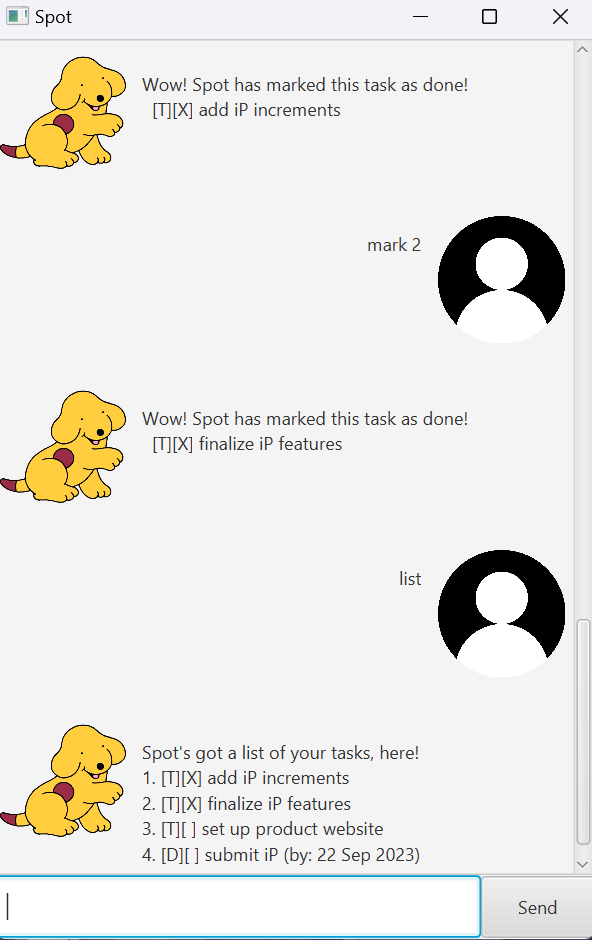 Spot
Wow! Spot has marked this task as done!
[T][X] add iP increments
mark 2
Wow! Spot has marked this task as done!
[T][X] finalize iP features
list
Spot's got a list of your tasks, here!
1. [T][X] add iP increments
2. [T][X] finalize iP features
3. [T][ ] set up product website
4. [D][ ] submit iP (by: 22 Sep 2023)
Send